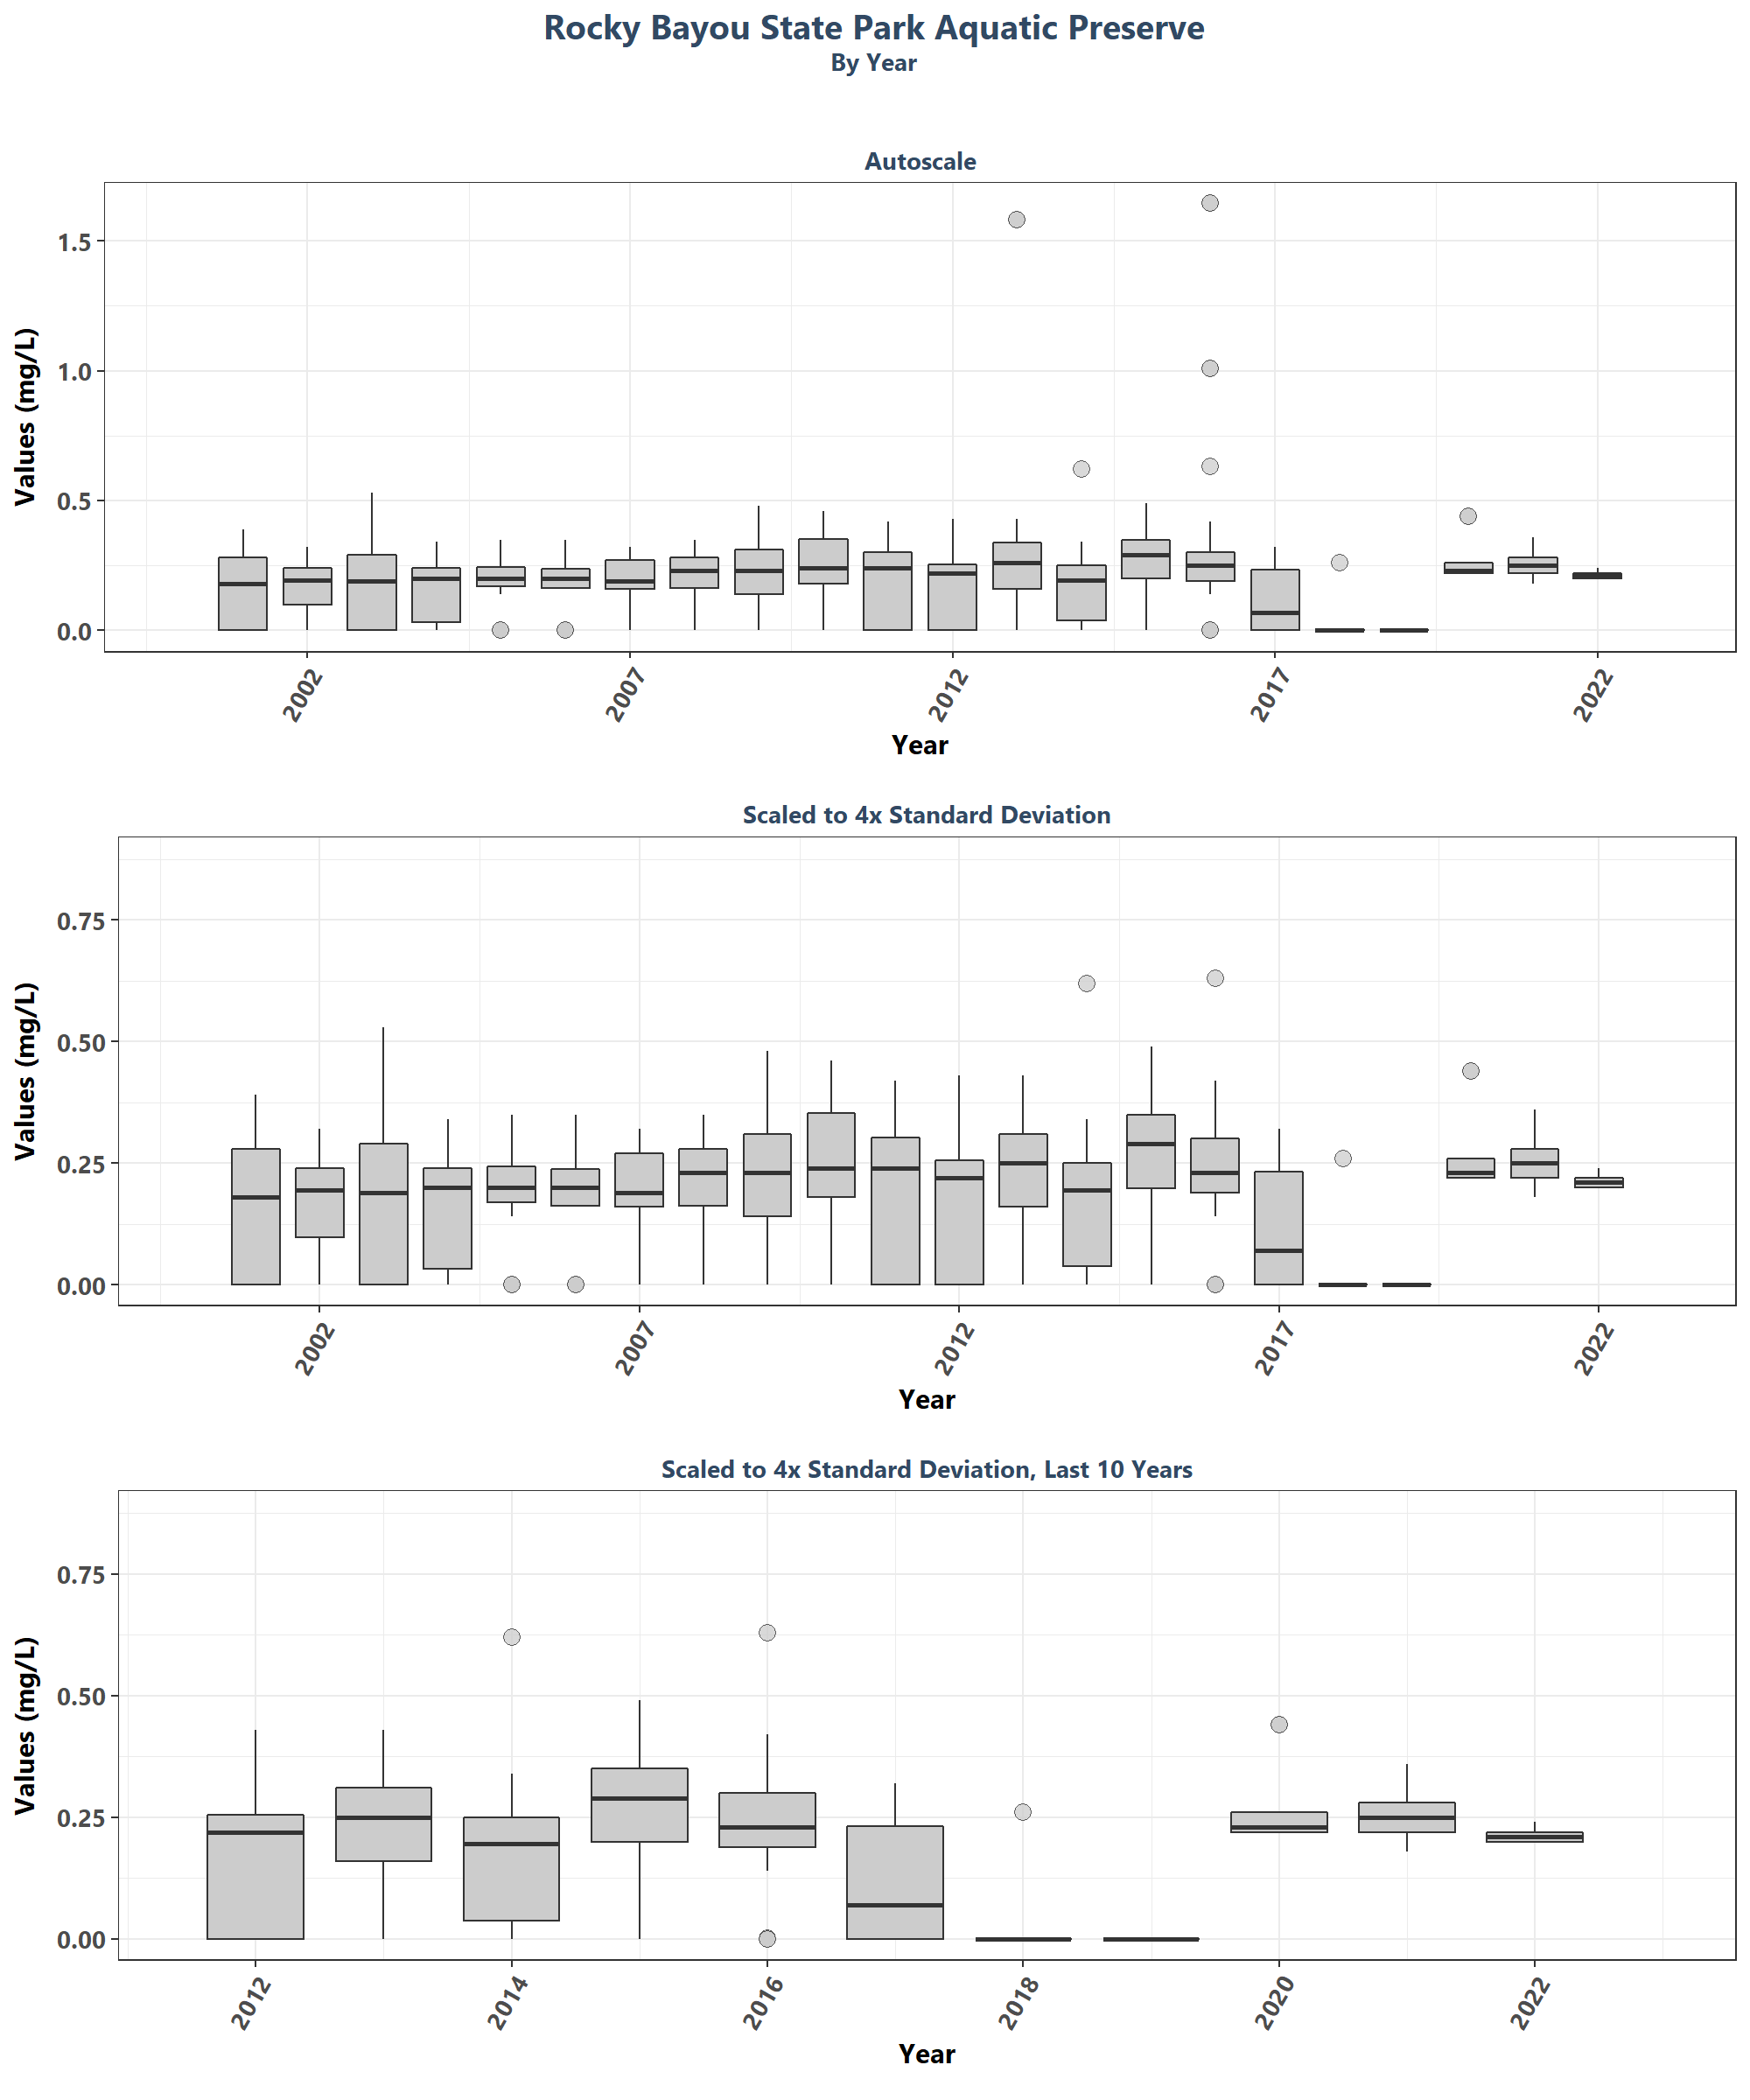 Rocky Bayou State Park Aquatic Preserve
By Year
Autoscale
Values (mg/L)
1.5
1.0
0.5
0.0
2002
2007
2012
2017
2022
Year
Scaled to 4x Standard Deviation
Values (mg/L)
0.75
0.50
0.25
0.00
2002
2007
2012
2017
2022
Year
Scaled to 4x Standard Deviation, Last 10 Years
Values (mg/L)
0.75
0.50
0.25
0.00
2012
2014
2016
2018
2020
2022
Year